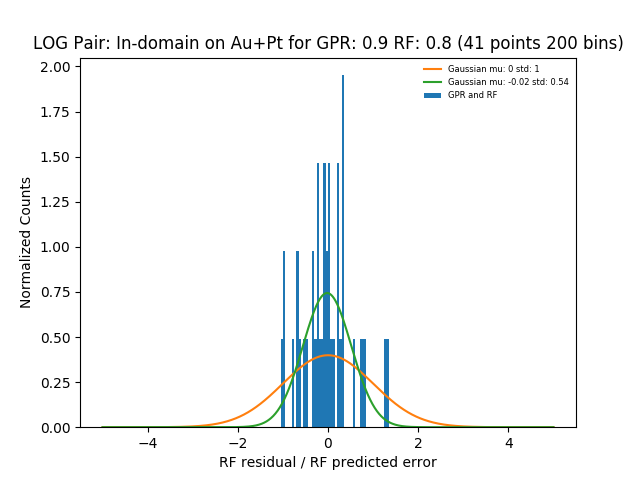 LOG Pair: In-domain on Au+Pt for GPR: 0.9 RF: 0.8 (41 points 200 bins)
Gaussian mu: 0 std: 1
Gaussian mu: -0.02 std: 0.54
GPR and RF
Normalized Counts
2.00
1.75
1.50
1.25
1.00
0.75
0.50
0.25
0.00
−4
−2
0
2
4
RF residual / RF predicted error